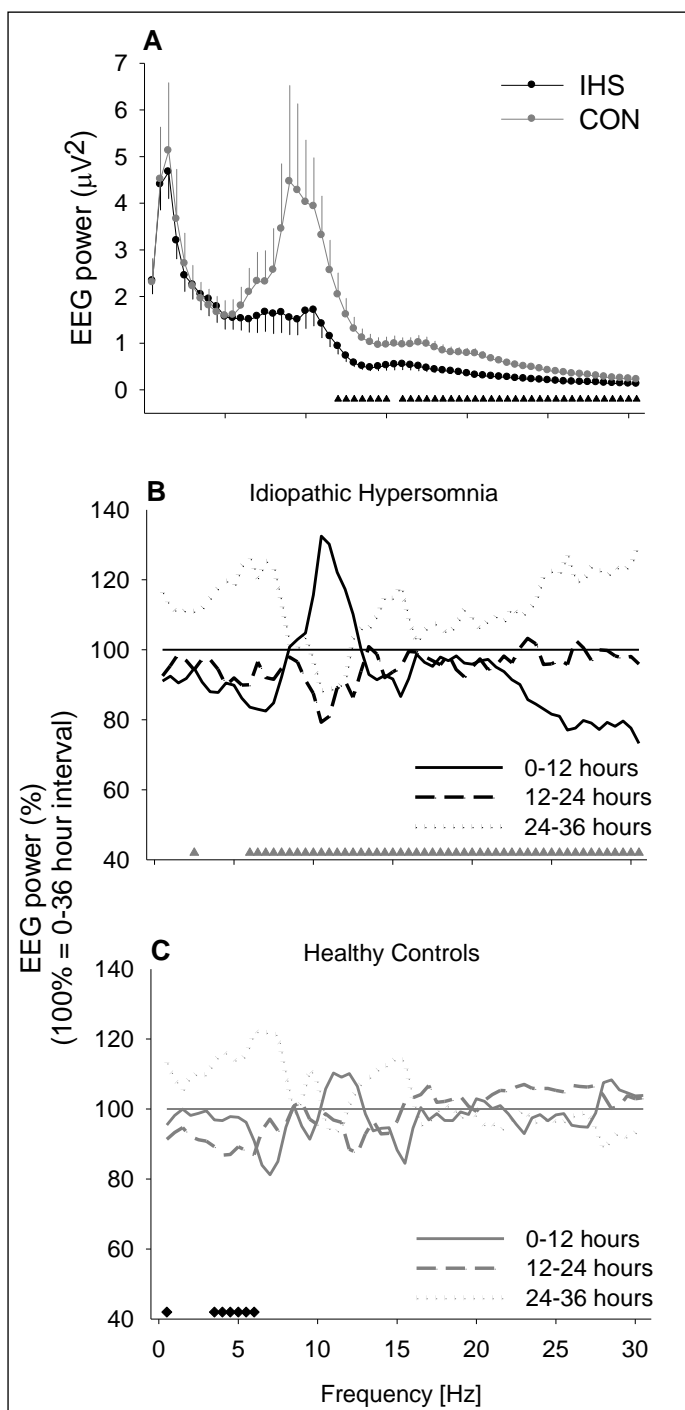 A
7
6
5
4
3
2
1
0
EEG power (µV²)
IHS
CON
B
Idiopathic Hypersomnia
140
120
100
80
60
40
0-12 hours
12-24 hours
24-36 hours
EEG power (%)
(100% = 0-36 hour interval)
C
Healthy Controls
140
120
100
80
60
40
0-12 hours
12-24 hours
24-36 hours
0 5 10 15 20 25 30
Frequency [Hz]